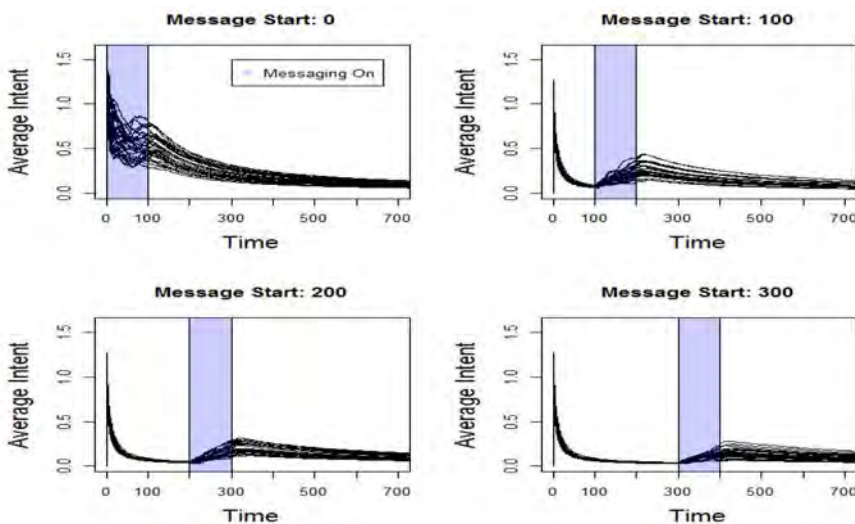 Message Start: 0
Average Intent
0.0 0.5 1.0 1.5
Messaging On
0 100 300 500 700
Time
Message Start: 100
Average Intent
0.0 0.5 1.0 1.5
0 100 300 500 700
Time
Message Start: 200
Average Intent
0.0 0.5 1.0 1.5
0 100 300 500 700
Time
Message Start: 300
Average Intent
0.0 0.5 1.0 1.5
0 100 300 500 700
Time